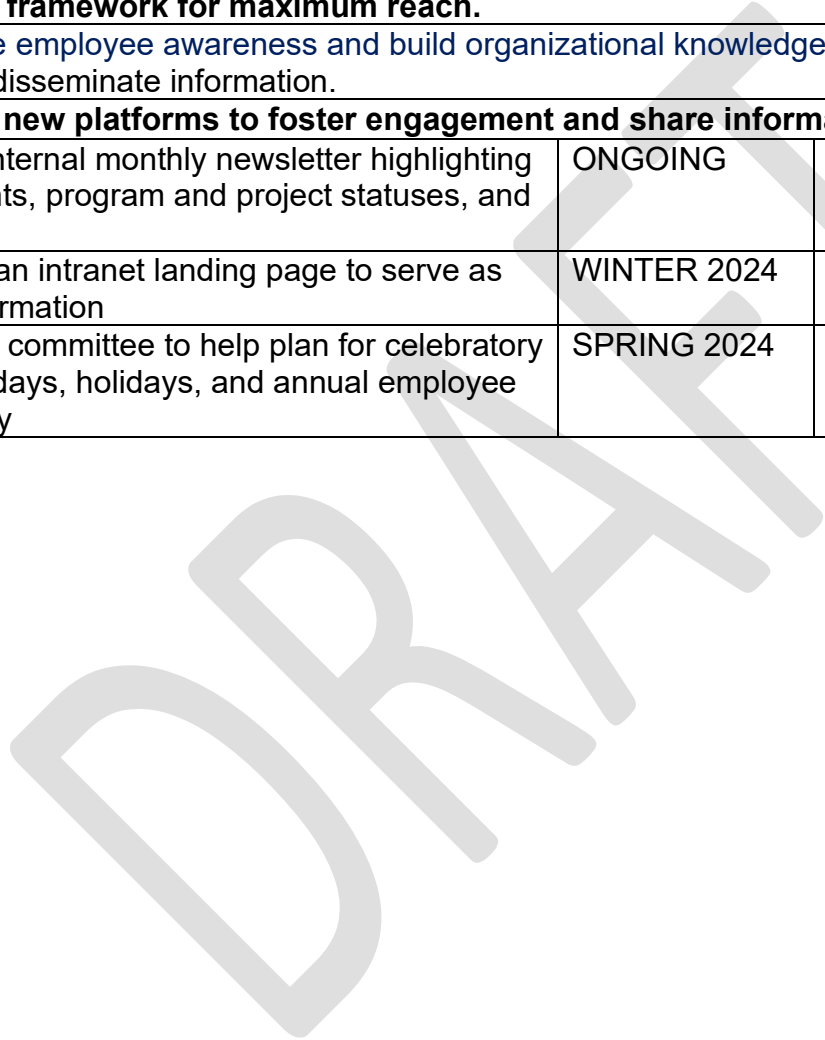 framework for maximum reach.
employee awareness and build organizational knowledge
disseminate information.
new platforms to foster engagement and share
nternal monthly newsletter highlighting
nts, program and project statuses, and
an intranet landing page to serve as
rmation
committee to help plan for celebratory
days, holidays, and annual employee
y
ONGOING
WINTER 2024
SPRING 2024
DRAFT